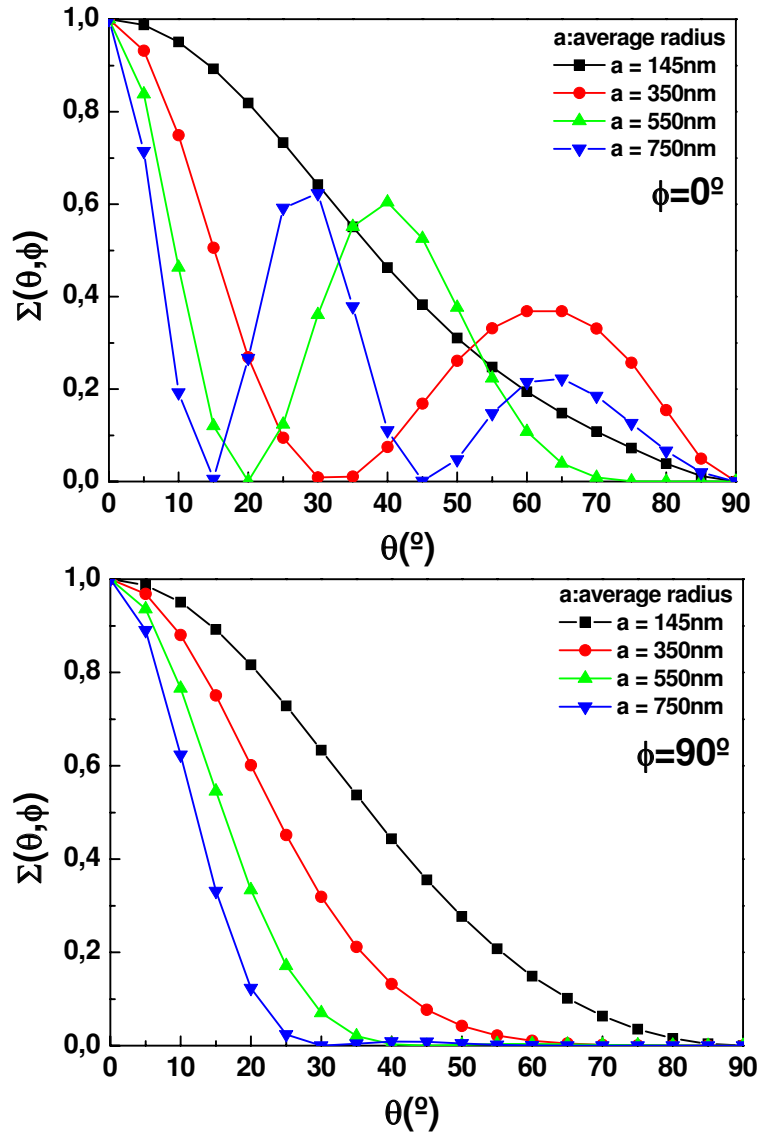 1,0
0,8
0,6
0,4
0,2
0,0
Σ(θ,ϕ)
a:average radius
a = 145nm
a = 350nm
a = 550nm
a = 750nm
ϕ=0º
0 10 20 30 40 50 60 70 80 90
θ(º)
1,0
0,8
0,6
0,4
0,2
0,0
Σ(θ,ϕ)
a:average radius
a = 145nm
a = 350nm
a = 550nm
a = 750nm
ϕ=90º
0 10 20 30 40 50 60 70 80 90
θ(º)